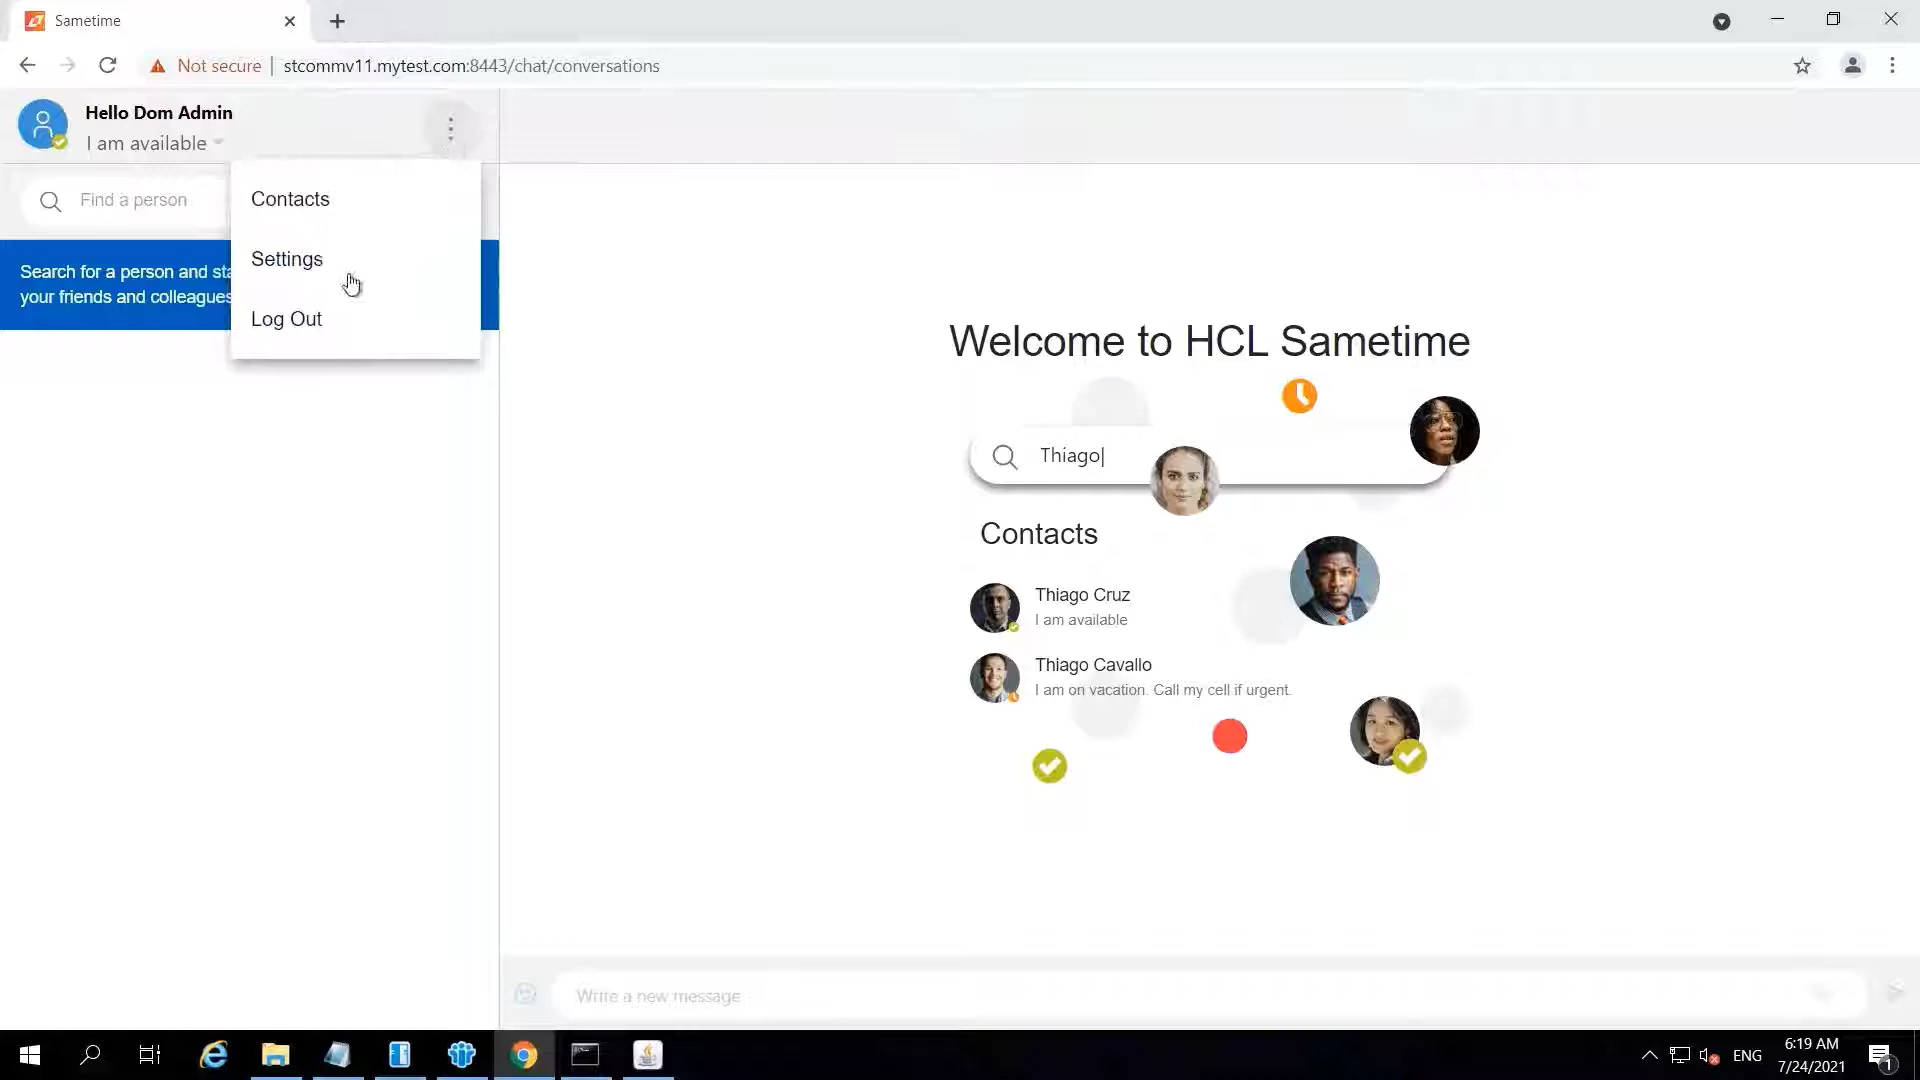 Sametime
Not secure
stcommv11.mytest.com:8443/chat/conversations
Hello Dom Admin
I am available
Find a person
Contacts
Settings
Log Out
Search for a person and sta
your friends and colleagues
Welcome to HCL Sametime
Thiago
Contacts
Thiago Cruz
I am available
Thiago Cavallo
I am on vacation. Call my cell if urgent.
Write a new message
ENG
6:19 AM
7/24/2021
1